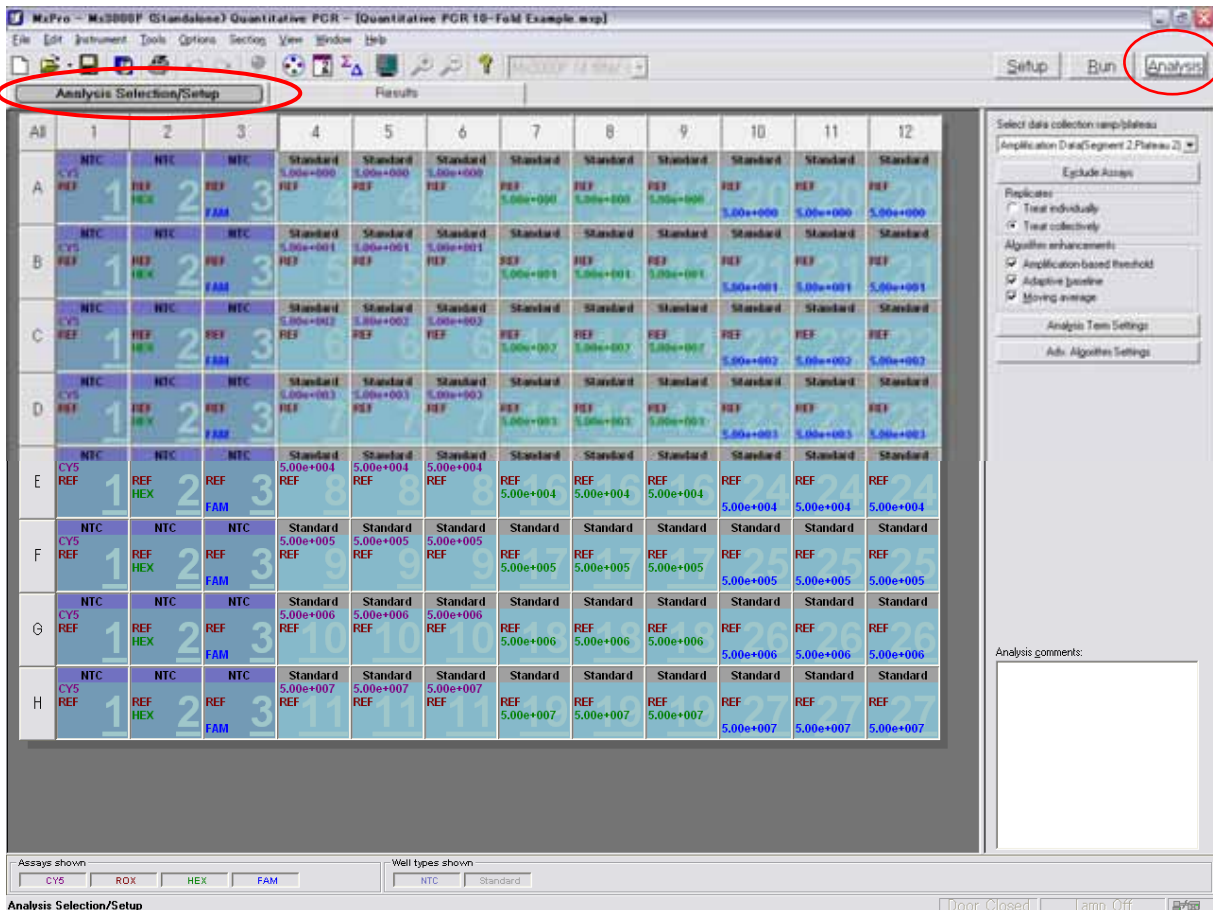 MxPro - Mx3000P (Standalone) Quantitative PCR - [Quantitative PCR 10-Fold Example.mxp]
File Edit Instrument Tools Options Section View Window Help
Setup Run Analysis
Analysis Selection/Setup Results
All 1 2 3 4 5 6 7 8 9 10 11 12
NTC NTC NTC Standard Standard Standard Standard Standard Standard Standard Standard Standard
CY5 5.00e+000 5.00e+000 5.00e+000
A REF REF REF REF REF REF REF REF REF REF REF REF
1 HEX 2 3 5.00e+000 5.00e+000 5.00e+000
FAM 5.00e+000 5.00e+000 5.00e+000
NTC NTC NTC Standard Standard Standard Standard Standard Standard Standard Standard Standard
CY5 5.00e+001 5.00e+001 5.00e+001
B REF REF REF REF REF REF REF REF REF REF REF REF
1 HEX 2 3 5.00e+001 5.00e+001 5.00e+001
FAM 5.00e+001 5.00e+001 5.00e+001
NTC NTC NTC Standard Standard Standard Standard Standard Standard Standard Standard Standard
CY5 5.00e+002 5.00e+002 5.00e+002
C REF REF REF REF REF REF REF REF REF REF REF REF
1 HEX 2 3 5.00e+002 5.00e+002 5.00e+002
FAM 5.00e+002 5.00e+002 5.00e+002
NTC NTC NTC Standard Standard Standard Standard Standard Standard Standard Standard Standard
CY5 5.00e+003 5.00e+003 5.00e+003
D REF REF REF REF REF REF REF REF REF REF REF REF
1 HEX 2 3 5.00e+003 5.00e+003 5.00e+003
FAM 5.00e+003 5.00e+003 5.00e+003
NTC NTC NTC Standard Standard Standard Standard Standard Standard Standard Standard Standard
CY5 5.00e+004 5.00e+004 5.00e+004
E REF REF REF REF REF REF REF REF REF REF REF REF
1 HEX 2 3 8 8 8 5.00e+004 16 5.00e+004 16 5.00e+004 16 24 24 24
FAM 5.00e+004 5.00e+004 5.00e+004
NTC NTC NTC Standard Standard Standard Standard Standard Standard Standard Standard Standard
CY5 5.00e+005 5.00e+005 5.00e+005
F REF REF REF REF REF REF REF REF REF REF REF REF
1 HEX 2 3 9 9 9 5.00e+005 17 5.00e+005 17 5.00e+005 17 25 25 25
FAM 5.00e+005 5.00e+005 5.00e+005
NTC NTC NTC Standard Standard Standard Standard Standard Standard Standard Standard Standard
CY5 5.00e+006 5.00e+006 5.00e+006
G REF REF REF REF REF REF REF REF REF REF REF REF
1 HEX 2 3 10 10 10 5.00e+006 18 5.00e+006 18 5.00e+006 18 26 26 26
FAM 5.00e+006 5.00e+006 5.00e+006
NTC NTC NTC Standard Standard Standard Standard Standard Standard Standard Standard Standard
CY5 5.00e+007 5.00e+007 5.00e+007
H REF REF REF REF REF REF REF REF REF REF REF REF
1 HEX 2 3 11 11 11 5.00e+007 19 5.00e+007 19 5.00e+007 19 27 27 27
FAM 5.00e+007 5.00e+007 5.00e+007
Select data collection ramp/plateau
Amplification Data(Segment 2,Plateau 2)
Exclude Assays
Replicates
Treat individually
Treat collectively
Algorithm enhancements
Amplification-based threshold
Adaptive baseline
Moving average
Analysis Term Settings
Adv. Algorithm Settings
Analysis comments:
Assays shown
CY5 ROX HEX FAM
Well types shown
NTC Standard
Analysis Selection/Setup
Door Closed Lamp Off